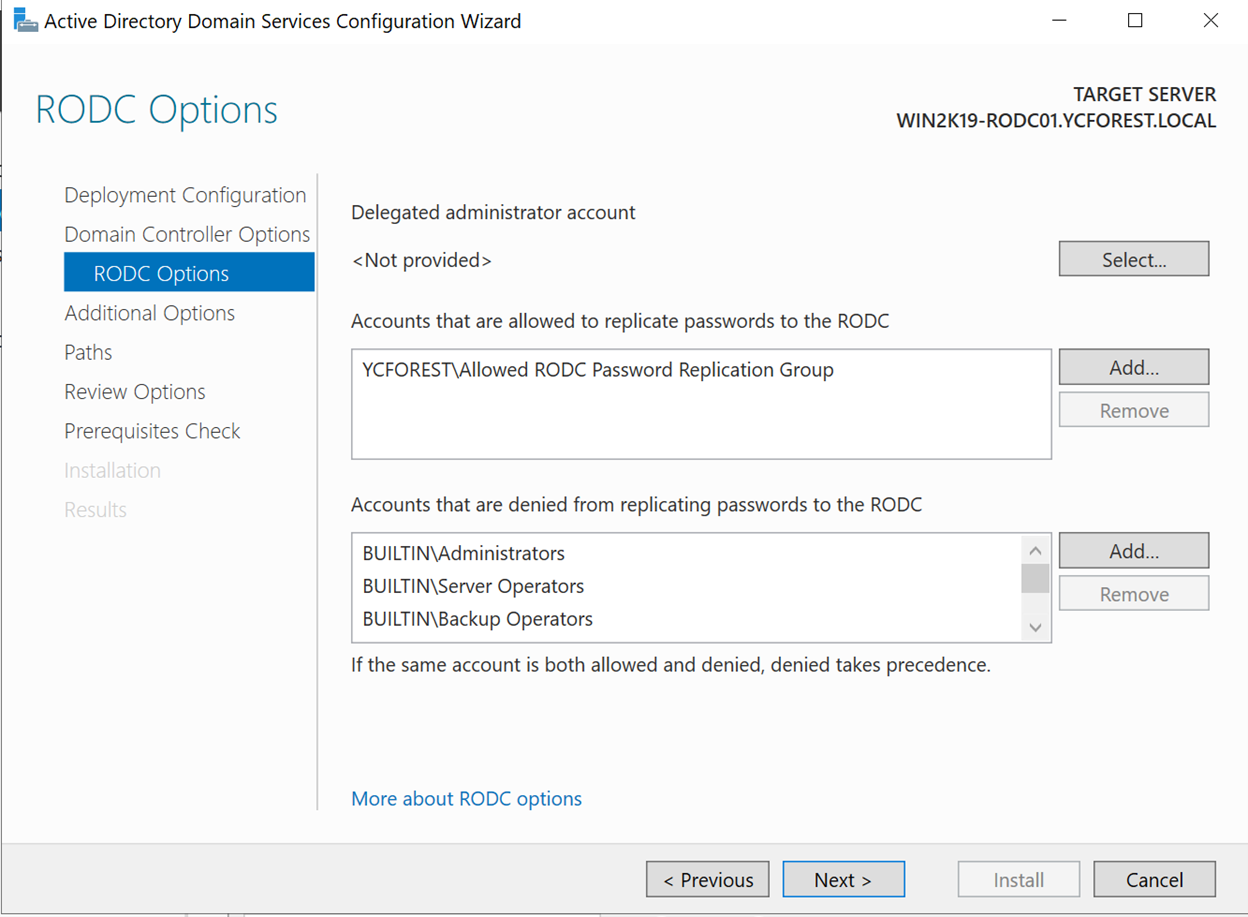 Active Directory Domain Services Configuration Wizard
RODC Options
TARGET SERVER
WIN2K19-RODC01.YCFOREST.LOCAL
Deployment Configuration
Domain Controller Options
RODC Options
Additional Options
Paths
Review Options
Prerequisites Check
Installation
Results
Delegated administrator account
<Not provided>
Select...
Accounts that are allowed to replicate passwords to the RODC
YCFOREST\Allowed RODC Password Replication Group
Add...
Remove
Accounts that are denied from replicating passwords to the RODC
BUILTIN\Administrators
BUILTIN\Server Operators
BUILTIN\Backup Operators
Add...
Remove
If the same account is both allowed and denied, denied takes precedence.
More about RODC options
< Previous
Next >
Install
Cancel